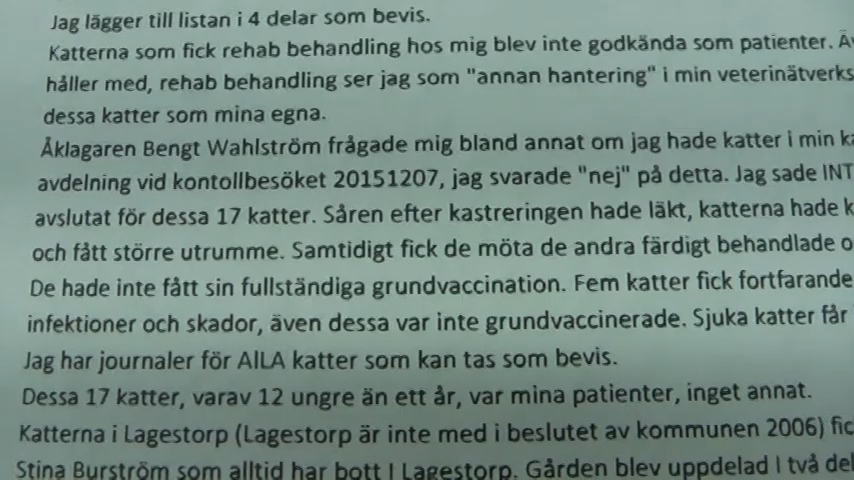 Jag lägger till listan i 4 delar som bevis.
Katterna som fick rehab behandling hos mig blev inte godkända som patienter.
håller med, rehab behandling ser jag som "annan hantering" i min veterinätverks
dessa katter som mina egna.
Åklagaren Bengt Wahlström frågade mig bland annat om jag hade katter i min ka
avdelning vid kontollbesöket 20151207, jag svarade "nej" på detta. Jag sade INT
avslutat för dessa 17 katter. Såren efter kastreringen hade läkt, katterna hade k
och fått större utrumme. Samtidigt fick de möta de andra färdigt behandlade o
De hade inte fått sin fullständiga grundvaccination. Fem katter fick fortfarande
infektioner och skador, även dessa var inte grundvaccinerade. Sjuka katter får
Jag har journaler för AlLA katter som kan tas som bevis.
Dessa 17 katter, varav 12 ungre än ett år, var mina patienter, inget annat.
Katterna i Lagestorp (Lagestorp är inte med i beslutet av kommunen 2006) fic
Stina Burström som alltid har bott I Lagestorp. Gården blev uppdelad I två del